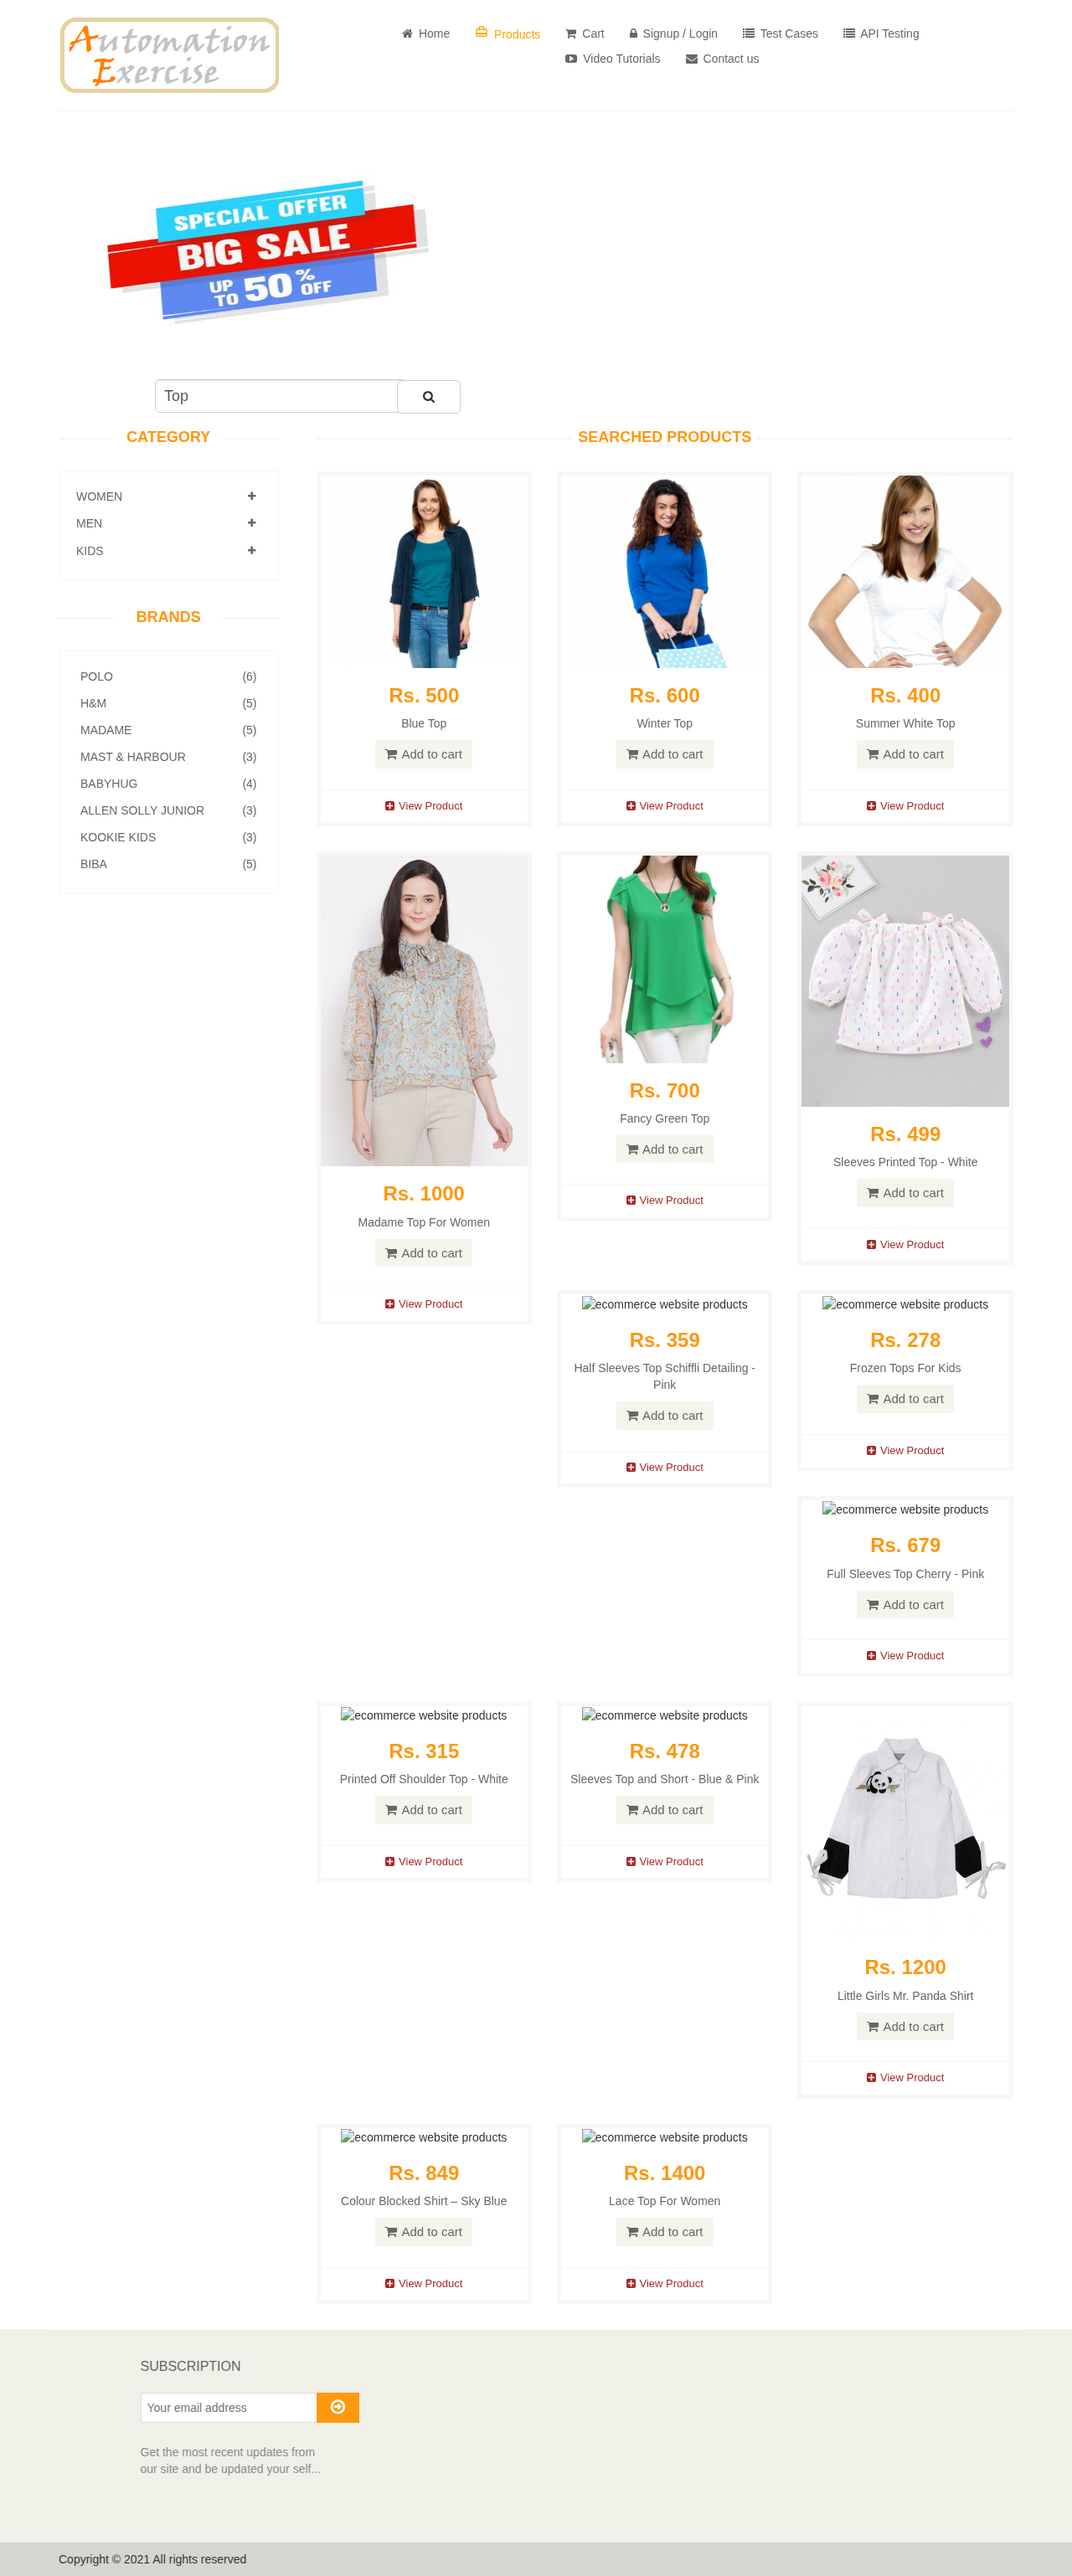 Automation
Exercise
Home
Products
Cart
Signup / Login
Test Cases
API Testing
Video Tutorials
Contact us
SPECIAL OFFER
BIG SALE
UP TO 50 % OFF
Top
CATEGORY
WOMEN
MEN
KIDS
BRANDS
POLO (6)
H&M (5)
MADAME (5)
MAST & HARBOUR (3)
BABYHUG (4)
ALLEN SOLLY JUNIOR (3)
KOOKIE KIDS (3)
BIBA (5)
SEARCHED PRODUCTS
Rs. 500
Blue Top
Add to cart
View Product
Rs. 600
Winter Top
Add to cart
View Product
Rs. 400
Summer White Top
Add to cart
View Product
Rs. 1000
Madame Top For Women
Add to cart
View Product
Rs. 700
Fancy Green Top
Add to cart
View Product
Rs. 499
Sleeves Printed Top - White
Add to cart
View Product
ecommerce website products
Rs. 359
Half Sleeves Top Schiffli Detailing -
Pink
Add to cart
View Product
ecommerce website products
Rs. 278
Frozen Tops For Kids
Add to cart
View Product
ecommerce website products
Rs. 679
Full Sleeves Top Cherry - Pink
Add to cart
View Product
ecommerce website products
Rs. 315
Printed Off Shoulder Top - White
Add to cart
View Product
ecommerce website products
Rs. 478
Sleeves Top and Short - Blue & Pink
Add to cart
View Product
Rs. 1200
Little Girls Mr. Panda Shirt
Add to cart
View Product
ecommerce website products
Rs. 849
Colour Blocked Shirt – Sky Blue
Add to cart
View Product
ecommerce website products
Rs. 1400
Lace Top For Women
Add to cart
View Product
SUBSCRIPTION
Your email address
Get the most recent updates from
our site and be updated your self...
Copyright © 2021 All rights reserved